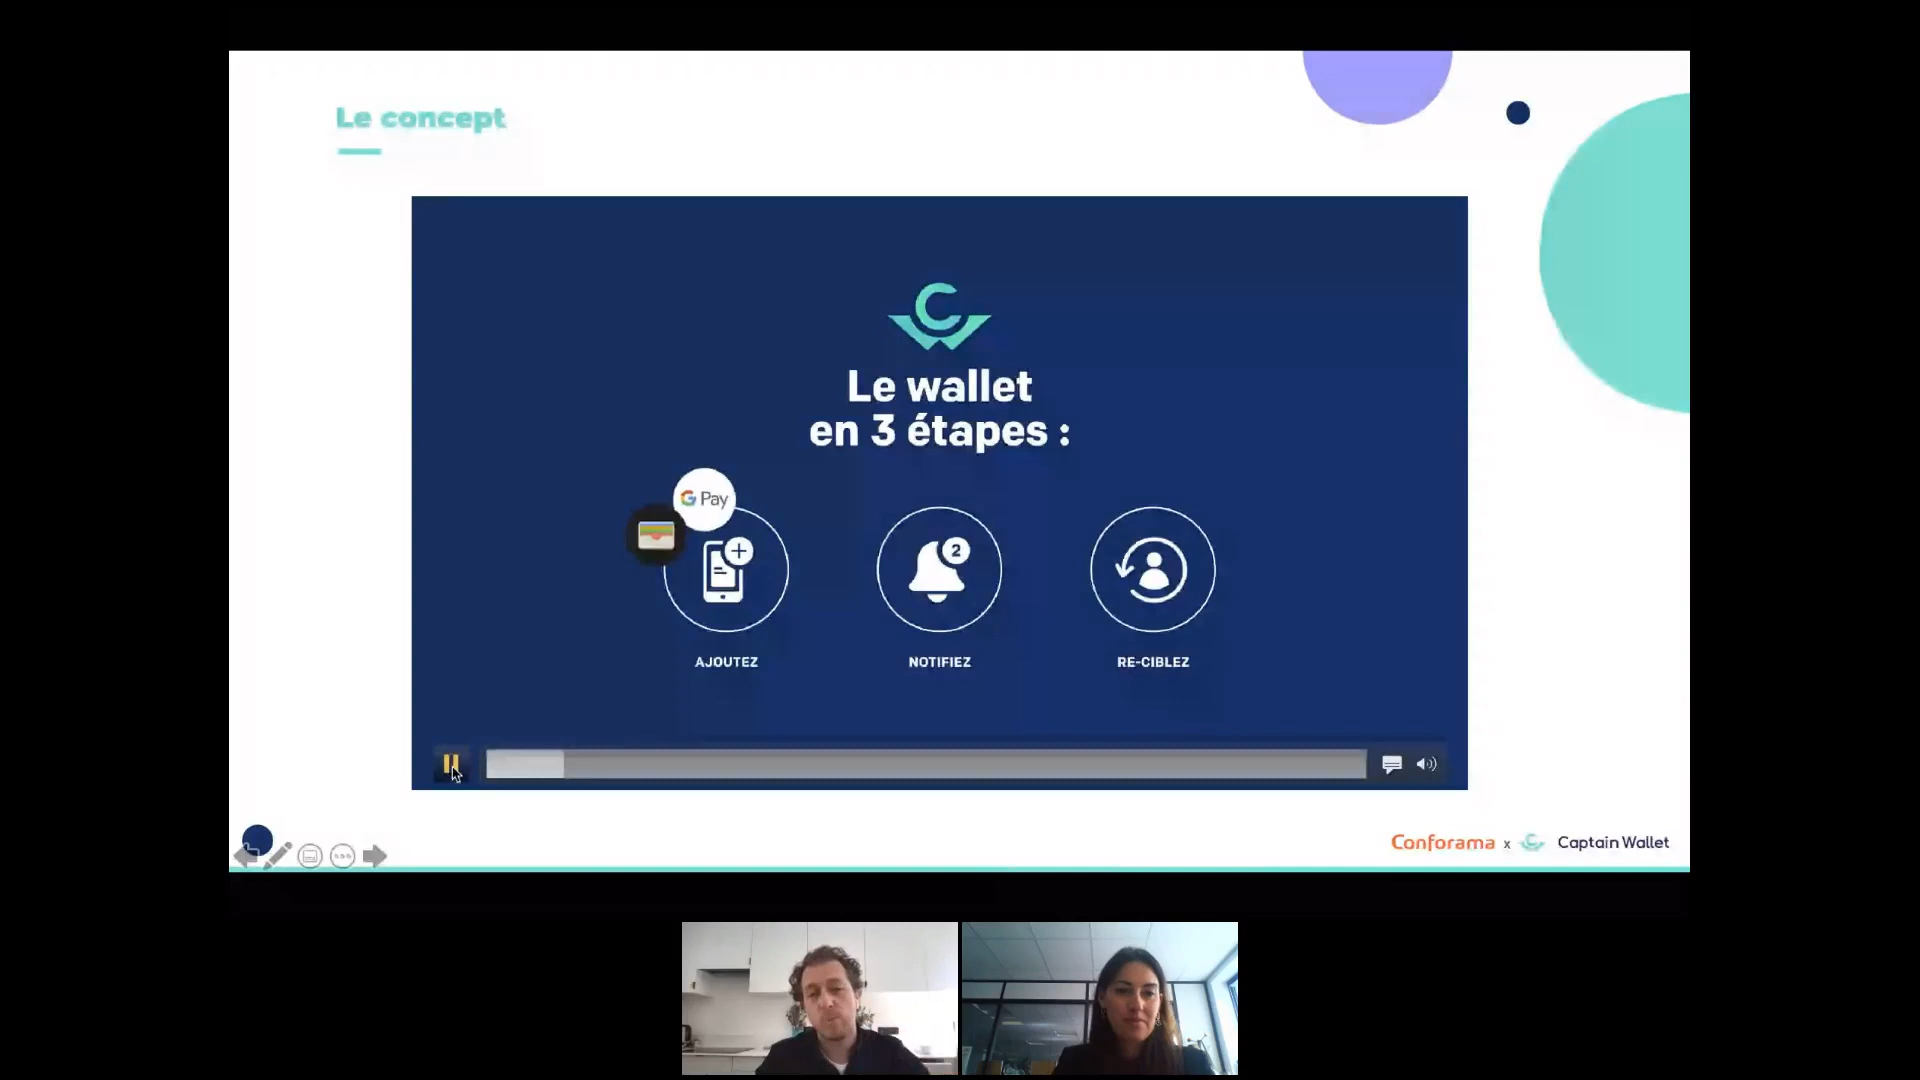 Le concept
Le wallet
en 3 étapes :
G Pay
2
AJOUTEZ
NOTIFIEZ
RE-CIBLEZ
Conforama x Captain Wallet